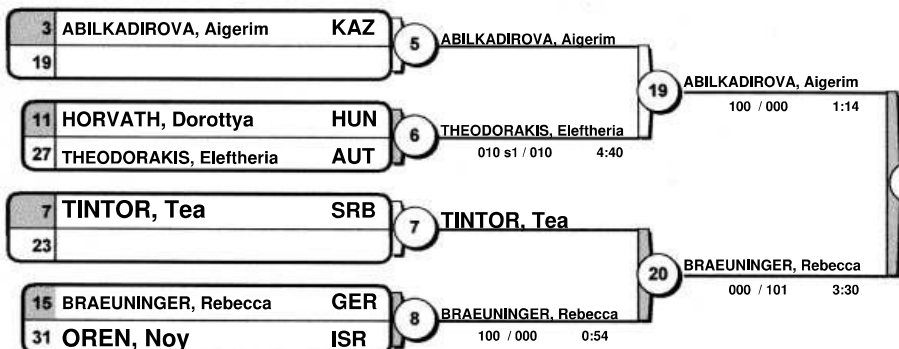 3 ABILKADIROVA, Aigerim KAZ
19
5 ABILKADIROVA, Aigerim
11 HORVATH, Dorottya HUN
27 THEODORAKIS, Eleftheria AUT
6 THEODORAKIS, Eleftheria
010 s1 / 010 4:40
19 ABILKADIROVA, Aigerim
100 / 000 1:14
7 TINTOR, Tea SRB
23
7 TINTOR, Tea
15 BRAEUNINGER, Rebecca GER
31 OREN, Noy ISR
8 BRAEUNINGER, Rebecca
100 / 000 0:54
20 BRAEUNINGER, Rebecca
000 / 101 3:30